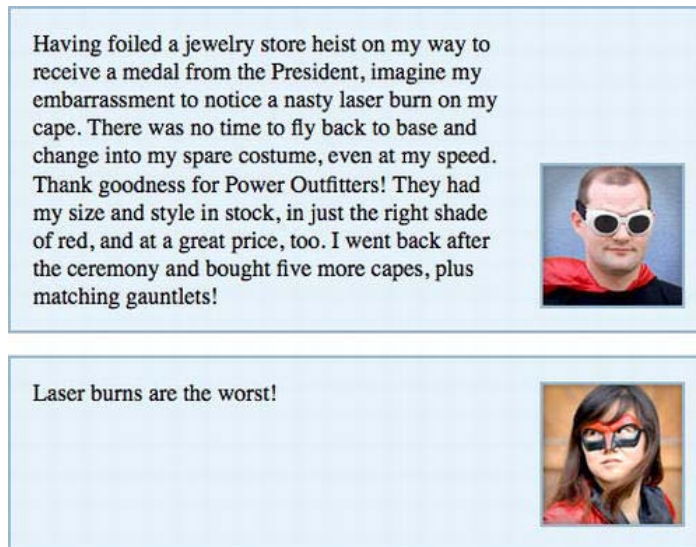 Having foiled a jewelry store heist on my way to
receive a medal from the President, imagine my
embarrassment to notice a nasty laser burn on my
cape. There was no time to fly back to base and
change into my spare costume, even at my speed.
Thank goodness for Power Outfitters! They had
my size and style in stock, in just the right shade
of red, and at a great price, too. I went back after
the ceremony and bought five more capes, plus
matching gauntlets!
Laser burns are the worst!